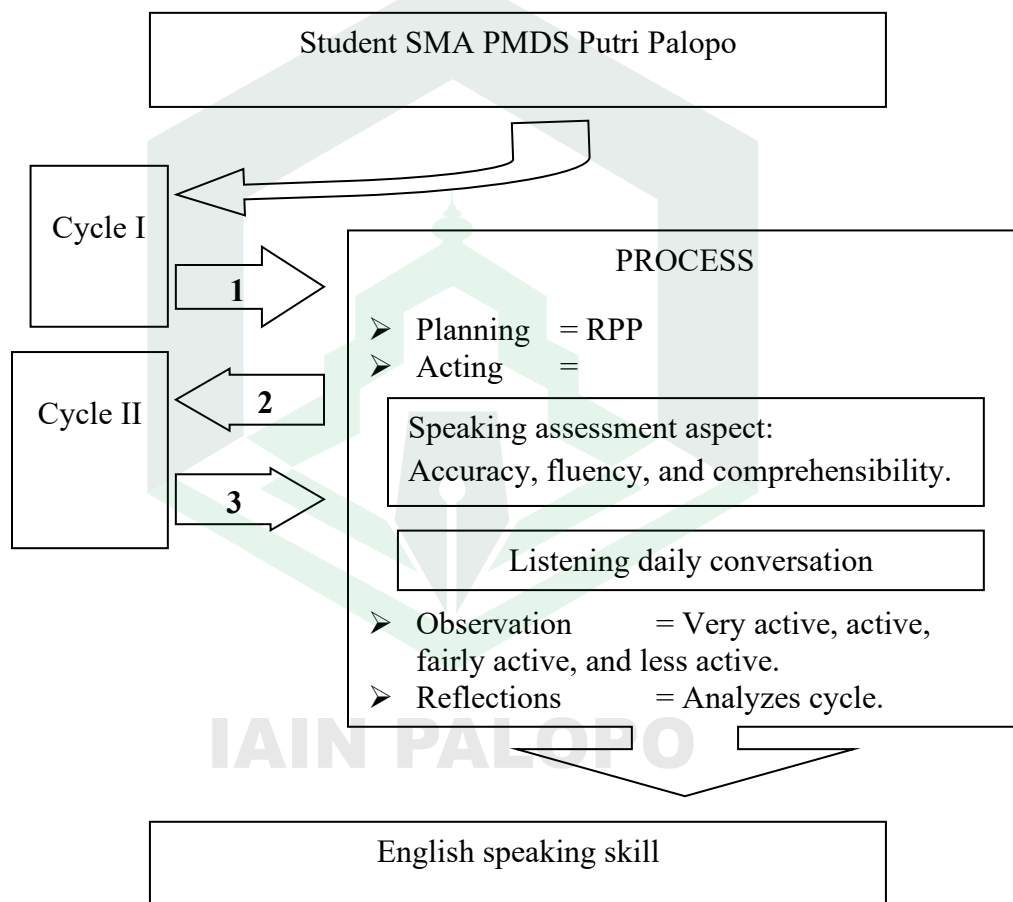 Student SMA PMDS Putri Palopo
Cycle I
1
PROCESS
➢ Planning = RPP
➢ Acting =
Cycle II
2
Speaking assessment aspect:
Accuracy, fluency, and comprehensibility.
3
Listening daily conversation
➢ Observation = Very active, active,
fairly active, and less active.
➢ Reflections = Analyzes cycle.
IAIN PALOPO
English speaking skill